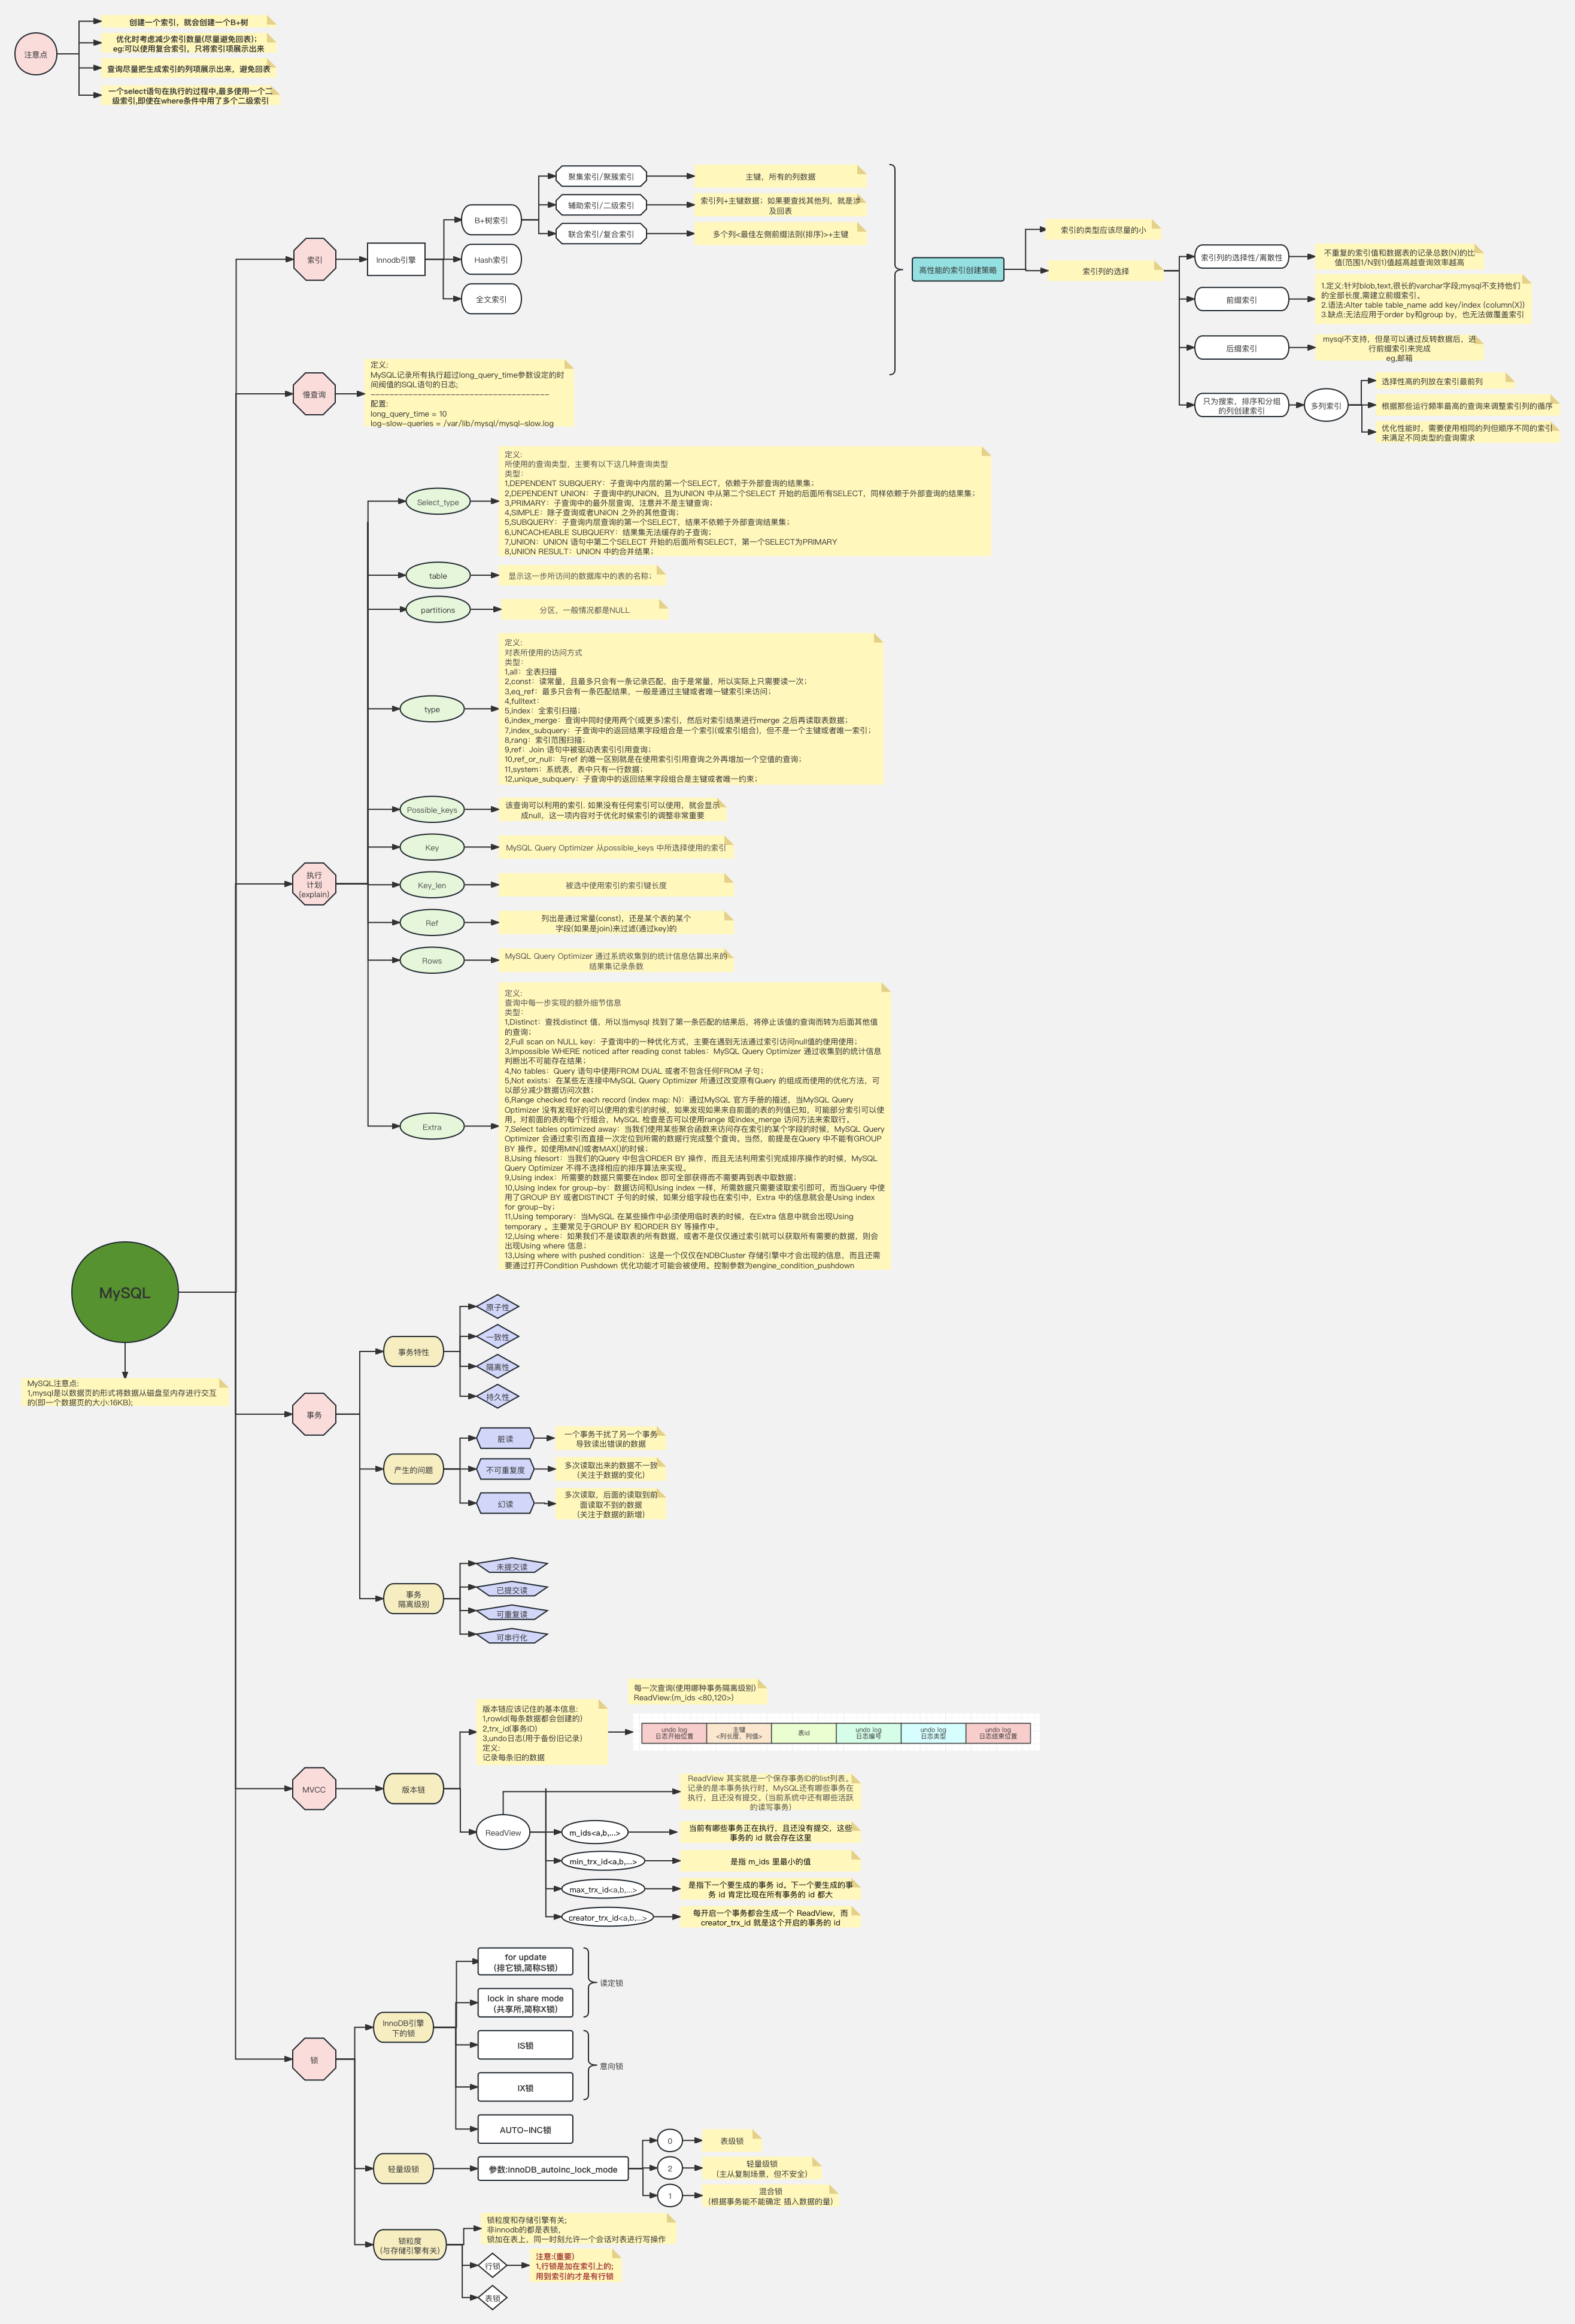 注意点
创建一个索引，就会创建一个B+树
优化时考虑减少索引数量(尽量避免回表)；
eg:可以使用复合索引，只将索引项展示出来
查询尽量把生成索引的列项展示出来，避免回表
一个select语句在执行的过程中,最多使用一个二
级索引,即使在where条件中用了多个二级索引
索引
Innodb引擎
B+树索引
Hash索引
全文索引
聚集索引/聚簇索引
主键，所有的列数据
辅助索引/二级索引
索引列+主键数据；如果要查找其他列，就是涉
及回表
联合索引/复合索引
多个列<最佳左侧前缀法则(排序)>+主键
高性能的索引创建策略
索引的类型应该尽量的小
索引列的选择
索引列的选择性/离散性
不重复的索引值和数据表的记录总数(N)的比
值(范围1/N到1)值越高越查询效率越高
前缀索引
1.定义:针对blob,text,很长的varchar字段;mysql不支持他们
的全部长度,需建立前缀索引。
2.语法:Alter table table_name add key/index (column(X))
3.缺点:无法应用于order by和group by，也无法做覆盖索引
后缀索引
mysql不支持，但是可以通过反转数据后，进
行前缀索引来完成
eg,邮箱
只为搜索，排序和分组
的列创建索引
多列索引
选择性高的列放在索引最前列
根据那些运行频率最高的查询来调整索引列的循序
优化性能时，需要使用相同的列但顺序不同的索引
来满足不同类型的查询需求
慢查询
定义:
MySQL记录所有执行超过long_query_time参数设定的时
间阀值的SQL语句的日志;
--------------------------------------
配置:
long_query_time = 10
log-slow-queries = /var/lib/mysql/mysql-slow.log
执行
计划
(explain)
Select_type
定义:
所使用的查询类型，主要有以下这几种查询类型
类型:
1,DEPENDENT SUBQUERY：子查询中内层的第一个SELECT，依赖于外部查询的结果集；
2,DEPENDENT UNION：子查询中的UNION，且为UNION 中从第二个SELECT 开始的后面所有SELECT，同样依赖于外部查询的结果集；
3,PRIMARY：子查询中的最外层查询，注意并不是主键查询；
4,SIMPLE：除子查询或者UNION 之外的其他查询；
5,SUBQUERY：子查询内层查询的第一个SELECT，结果不依赖于外部查询结果集；
6,UNCACHEABLE SUBQUERY：结果集无法缓存的子查询；
7,UNION：UNION 语句中第二个SELECT 开始的后面所有SELECT，第一个SELECT为PRIMARY
8,UNION RESULT：UNION 中的合并结果；
table
显示这一步所访问的数据库中的表的名称；
partitions
分区，一般情况都是NULL
type
定义:
对表所使用的访问方式
类型:
1,all：全表扫描
2,const：读常量，且最多只会有一条记录匹配，由于是常量，所以实际上只需要读一次；
3,eq_ref：最多只会有一条匹配结果，一般是通过主键或者唯一键索引来访问；
4,fulltext：
5,index：全索引扫描；
6,index_merge：查询中同时使用两个(或更多)索引，然后对索引结果进行merge 之后再读取表数据；
7,index_subquery：子查询中的返回结果字段组合是一个索引(或索引组合)，但不是一个主键或者唯一索引；
8,rang：索引范围扫描；
9,ref：Join 语句中被驱动表索引引用查询；
10,ref_or_null：与ref 的唯一区别就是在使用索引引用查询之外再增加一个空值的查询；
11,system：系统表，表中只有一行数据；
12,unique_subquery：子查询中的返回结果字段组合是主键或者唯一约束；
Possible_keys
该查询可以利用的索引. 如果没有任何索引可以使用，就会显示
成null，这一项内容对于优化时候索引的调整非常重要
Key
MySQL Query Optimizer 从possible_keys 中所选择使用的索引
Key_len
被选中使用索引的索引键长度
Ref
列出是通过常量(const)，还是某个表的某个
字段(如果是join)来过滤(通过key)的
Rows
MySQL Query Optimizer 通过系统收集到的统计信息估算出来的
结果集记录条数
Extra
定义:
查询中每一步实现的额外细节信息
类型:
1,Distinct：查找distinct 值，所以当mysql 找到了第一条匹配的结果后，将停止该值的查询而转为后面其他值
的查询；
2,Full scan on NULL key：子查询中的一种优化方式，主要在遇到无法通过索引访问null值的使用使用；
3,Impossible WHERE noticed after reading const tables：MySQL Query Optimizer 通过收集到的统计信息
判断出不可能存在结果；
4,No tables：Query 语句中使用FROM DUAL 或者不包含任何FROM 子句；
5,Not exists：在某些左连接中MySQL Query Optimizer 所通过改变原有Query 的组成而使用的优化方法，可
以部分减少数据访问次数；
6,Range checked for each record (index map: N)：通过MySQL 官方手册的描述，当MySQL Query
Optimizer 没有发现好的可以使用的索引的时候，如果发现如果来自前面的表的列值已知，可能部分索引可以使
用。对前面的表的每个行组合，MySQL 检查是否可以使用range 或index_merge 访问方法来索取行。
7,Select tables optimized away：当我们使用某些聚合函数来访问存在索引的某个字段的时候，MySQL Query
Optimizer 会通过索引而直接一次定位到所需的数据行完成整个查询。当然，前提是在Query 中不能有GROUP
BY 操作。如使用MIN()或者MAX()的时候；
8,Using filesort：当我们的Query 中包含ORDER BY 操作，而且无法利用索引完成排序操作的时候，MySQL
Query Optimizer 不得不选择相应的排序算法来实现。
9,Using index：所需要的数据只需要在Index 即可全部获得而不需要再到表中取数据；
10,Using index for group-by：数据访问和Using index 一样，所需数据只需要读取索引即可，而当Query 中使
用了GROUP BY 或者DISTINCT 子句的时候，如果分组字段也在索引中，Extra 中的信息就会是Using index
for group-by；
11,Using temporary：当MySQL 在某些操作中必须使用临时表的时候，在Extra 信息中就会出现Using
temporary 。主要常见于GROUP BY 和ORDER BY 等操作中。
12,Using where：如果我们不是读取表的所有数据，或者不是仅仅通过索引就可以获取所有需要的数据，则会
出现Using where 信息；
13,Using where with pushed condition：这是一个仅仅在NDBCluster 存储引擎中才会出现的信息，而且还需
要通过打开Condition Pushdown 优化功能才可能会被使用。控制参数为engine_condition_pushdown
MySQL
MySQL注意点:
1,mysql是以数据页的形式将数据从磁盘至内存进行交互
的(即一个数据页的大小:16KB);
事务
事务特性
原子性
一致性
隔离性
持久性
产生的问题
脏读
一个事务干扰了另一个事务
导致读出错误的数据
不可重复度
多次读取出来的数据不一致
(关注于数据的变化)
幻读
多次读取，后面的读取到前
面读取不到的数据
(关注于数据的新增)
事务
隔离级别
未提交读
已提交读
可重复读
可串行化
MVCC
版本链
版本链应该记住的基本信息:
1,rowId(每条数据都会创建的)
2,trx_id(事务ID)
3,undo日志(用于备份旧记录)
定义:
记录每条旧的数据
每一次查询(使用哪种事务隔离级别)
ReadView:(m_ids <80,120>)
undo log
日志开始位置
主键
<列长度，列值>
表id
undo log
日志编号
undo log
日志类型
undo log
日志结束位置
ReadView
ReadView 其实就是一个保存事务ID的list列表。
记录的是本事务执行时，MySQL还有哪些事务在
执行，且还没有提交。(当前系统中还有哪些活跃
的读写事务)
m_ids<a,b,...>
当前有哪些事务正在执行，且还没有提交，这些
事务的 id 就会存在这里
min_trx_id<a,b,...>
是指 m_ids 里最小的值
max_trx_id<a,b,...>
是指下一个要生成的事务 id。下一个要生成的事
务 id 肯定比现在所有事务的 id 都大
creator_trx_id<a,b,...>
每开启一个事务都会生成一个 ReadView，而
creator_trx_id 就是这个开启的事务的 id
锁
InnoDB引擎
下的锁
for update
（排它锁,简称S锁）
lock in share mode
（共享所,简称X锁）
读定锁
IS锁
IX锁
意向锁
AUTO-INC锁
轻量级锁
参数:innoDB_autoinc_lock_mode
0
表级锁
2
轻量级锁
（主从复制场景，但不安全）
1
混合锁
(根据事务能不能确定 插入数据的量)
锁粒度
(与存储引擎有关)
锁粒度和存储引擎有关;
非innodb的都是表锁，
锁加在表上，同一时刻允许一个会话对表进行写操作
行锁
注意:(重要)
1,行锁是加在索引上的;
用到索引的才是有行锁
表锁